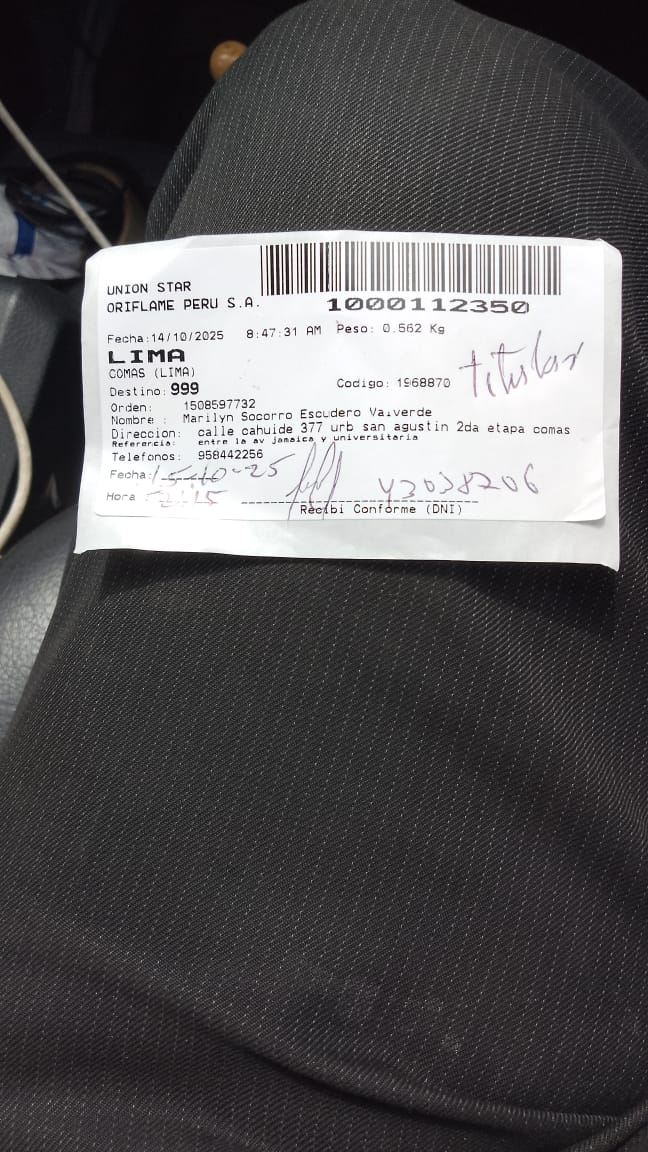 UNION STAR
ORIFLAME PERU S.A.
1000112350
Fecha:14/10/2025 8:47:31 AM Peso: 0.562 Kg
LIMA
COMAS (LIMA)
titular
Destino: 999 Codigo: 1968870
Orden: 1508597732
Nombre : Marilyn Socorro Escudero Valverde
Direccion: calle cahuide 377 urb san agustin 2da etapa comas
Referencia: entre la av jamaica y universitaria
Telefonos: 958442256
Fecha: 15-10-25
Hora : 43038206
Recibi Conforme (DNI)